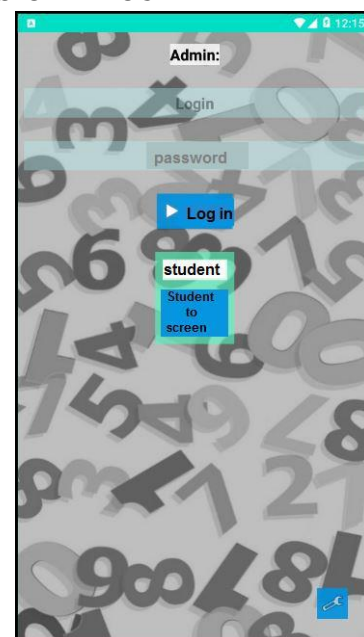 12:15
Admin:
Login
password
Log in
student
Student
to
screen